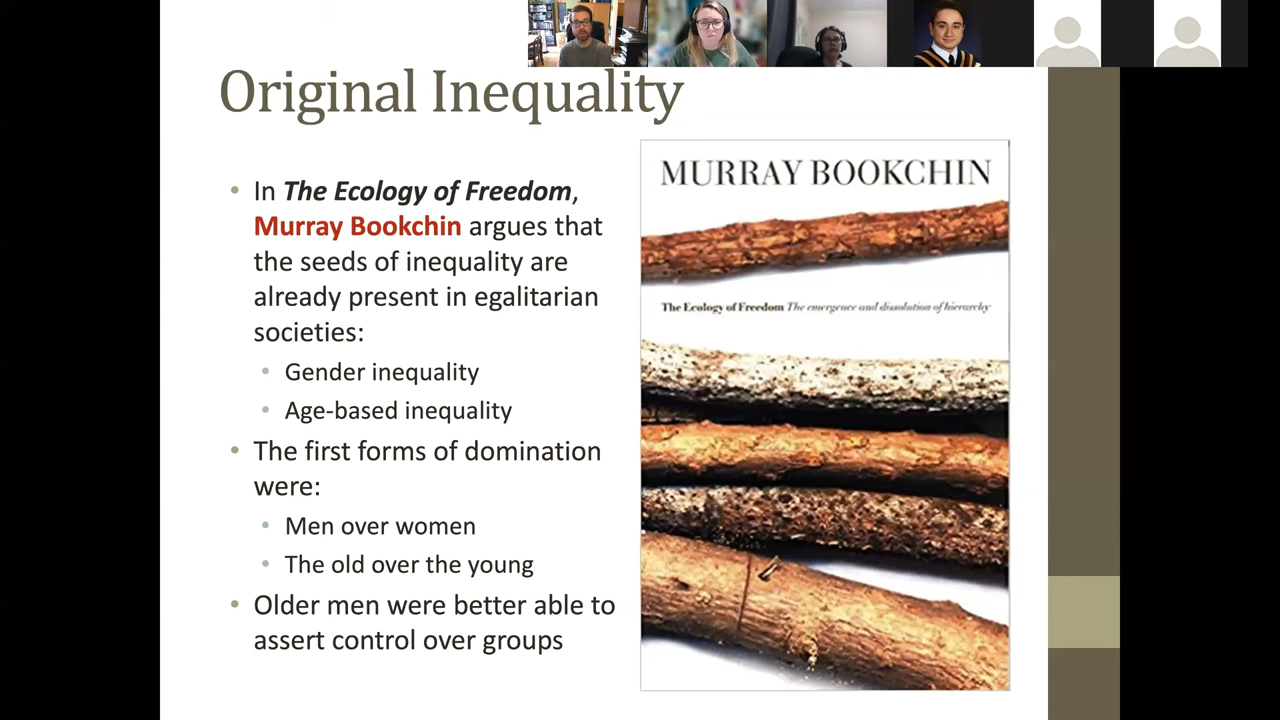 Original Inequality
• In The Ecology of Freedom,
Murray Bookchin argues that
the seeds of inequality are
already present in egalitarian
societies:
• Gender inequality
• Age-based inequality
• The first forms of domination
were:
• Men over women
• The old over the young
• Older men were better able to
assert control over groups
MURRAY BOOKCHIN
The Ecology of Freedom The emergence and dissolution of hierarchy